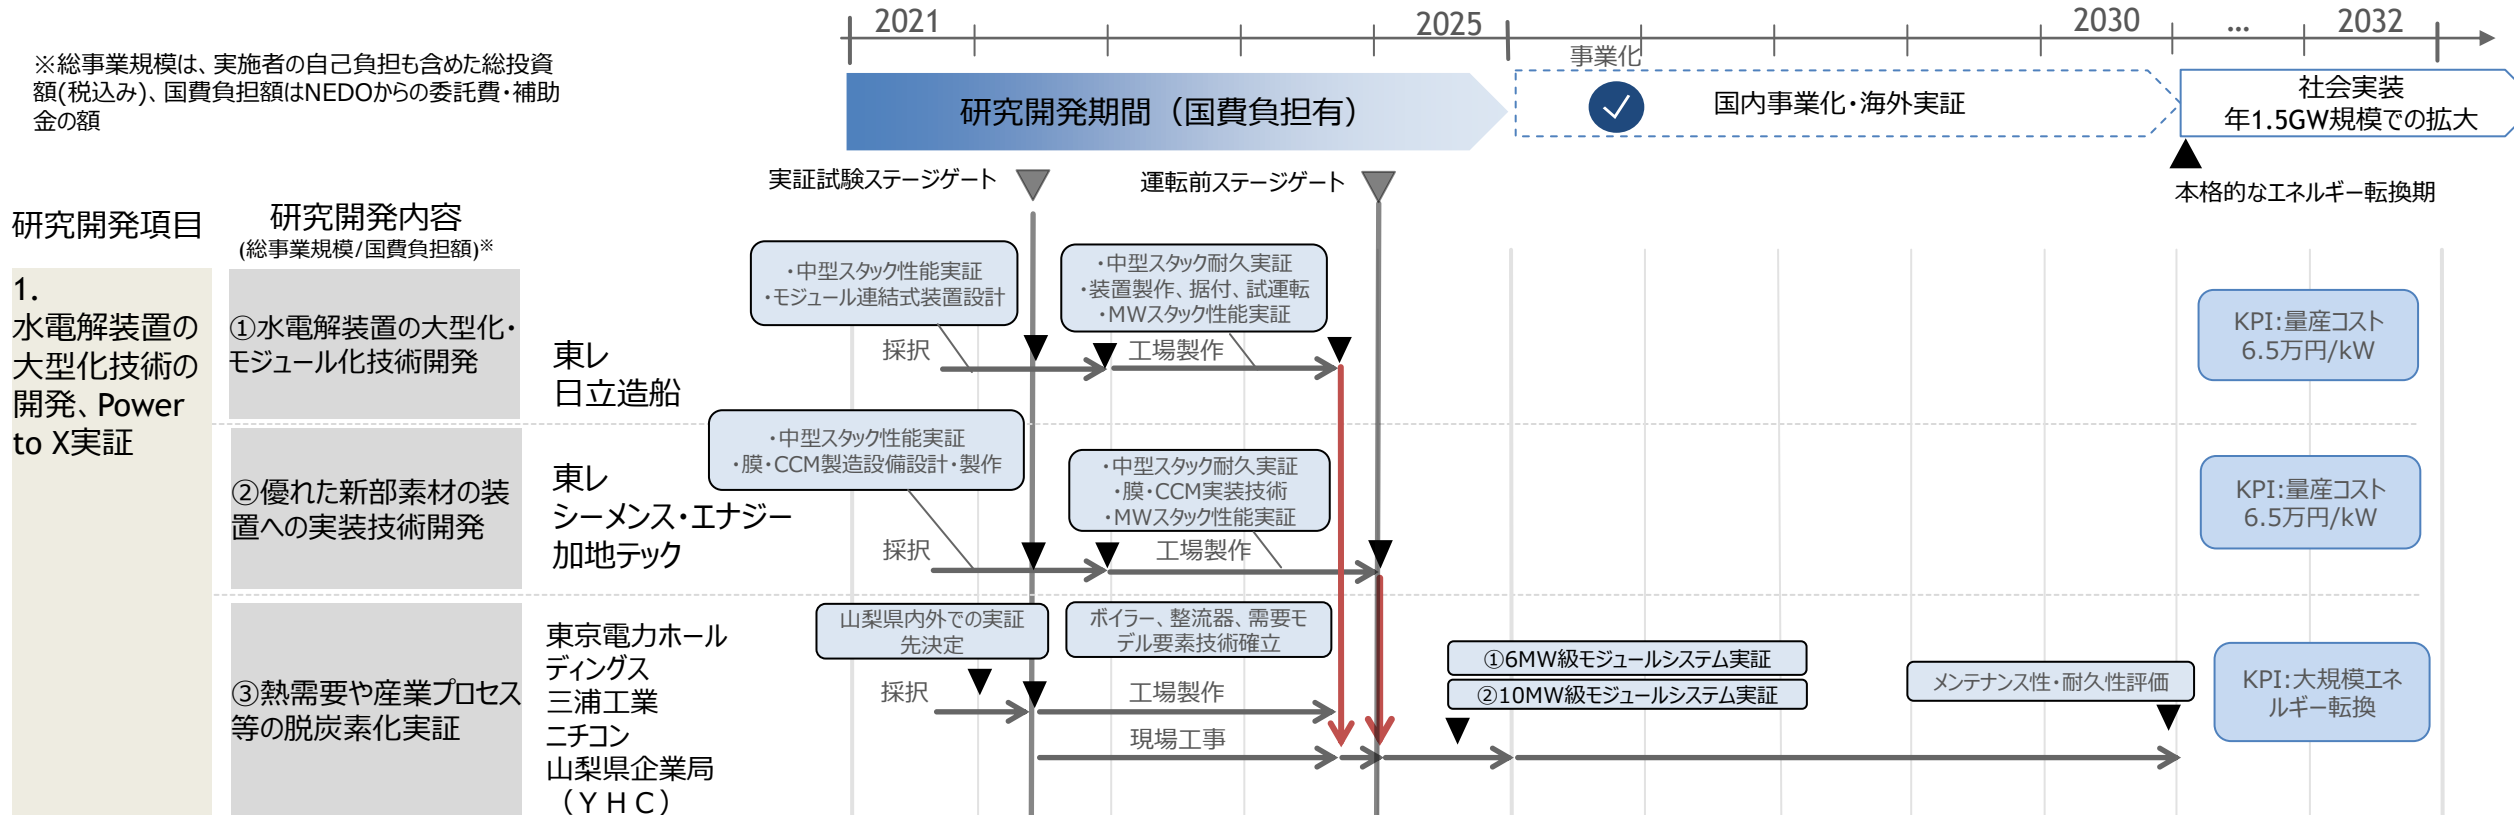 2021
2025
2030
...
2032
※総事業規模は、実施者の自己負担も含めた総投資
額(税込み)、国費負担額はNEDOからの委託費・補助
金の額
研究開発期間（国費負担有）
事業化
国内事業化・海外実証
社会実装
年1.5GW規模での拡大
実証試験ステージゲート
運転前ステージゲート
本格的なエネルギー転換期
研究開発項目
研究開発内容
(総事業規模/国費負担額)※
1.
水電解装置の
大型化技術の
開発、Power
to X実証
①水電解装置の大型化・
モジュール化技術開発
東レ
日立造船
・中型スタック性能実証
・モジュール連結式装置設計
採択
・中型スタック耐久実証
・装置製作、据付、試運転
・MWスタック性能実証
工場製作
KPI:量産コスト
6.5万円/kW
②優れた新部素材の装
置への実装技術開発
東レ
シーメンス・エナジー
加地テック
・中型スタック性能実証
・膜・CCM製造設備設計・製作
採択
・中型スタック耐久実証
・膜・CCM実装技術
・MWスタック性能実証
工場製作
KPI:量産コスト
6.5万円/kW
③熱需要や産業プロセス
等の脱炭素化実証
東京電力ホール
ディングス
三浦工業
ニチコン
山梨県企業局
（ＹＨＣ）
山梨県内外での実証
先決定
採択
ボイラー、整流器、需要モ
デル要素技術確立
工場製作
現場工事
①6MW級モジュールシステム実証
②10MW級モジュールシステム実証
メンテナンス性・耐久性評価
KPI:大規模エネ
ルギー転換